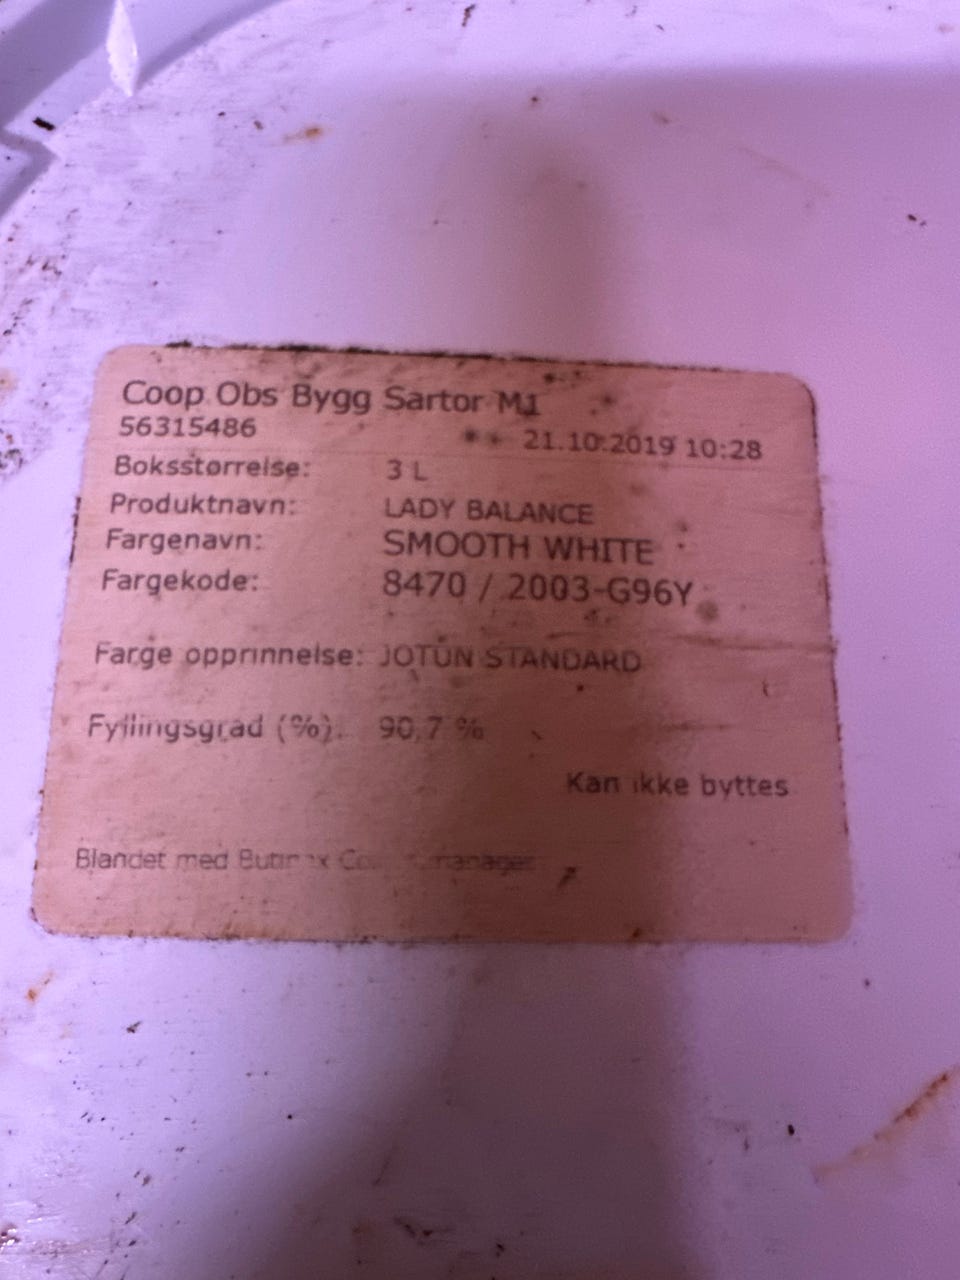 Coop Obs Bygg Sartor M1
56315486 ** 21.10.2019 10:28
Boksstørrelse: 3 L
Produktnavn: LADY BALANCE
Fargenavn: SMOOTH WHITE
Fargekode: 8470 / 2003-G96Y
Farge opprinnelse: JOTUN STANDARD
Fyllingsgrad (%): 90,7 %
Kan ikke byttes
Blandet med